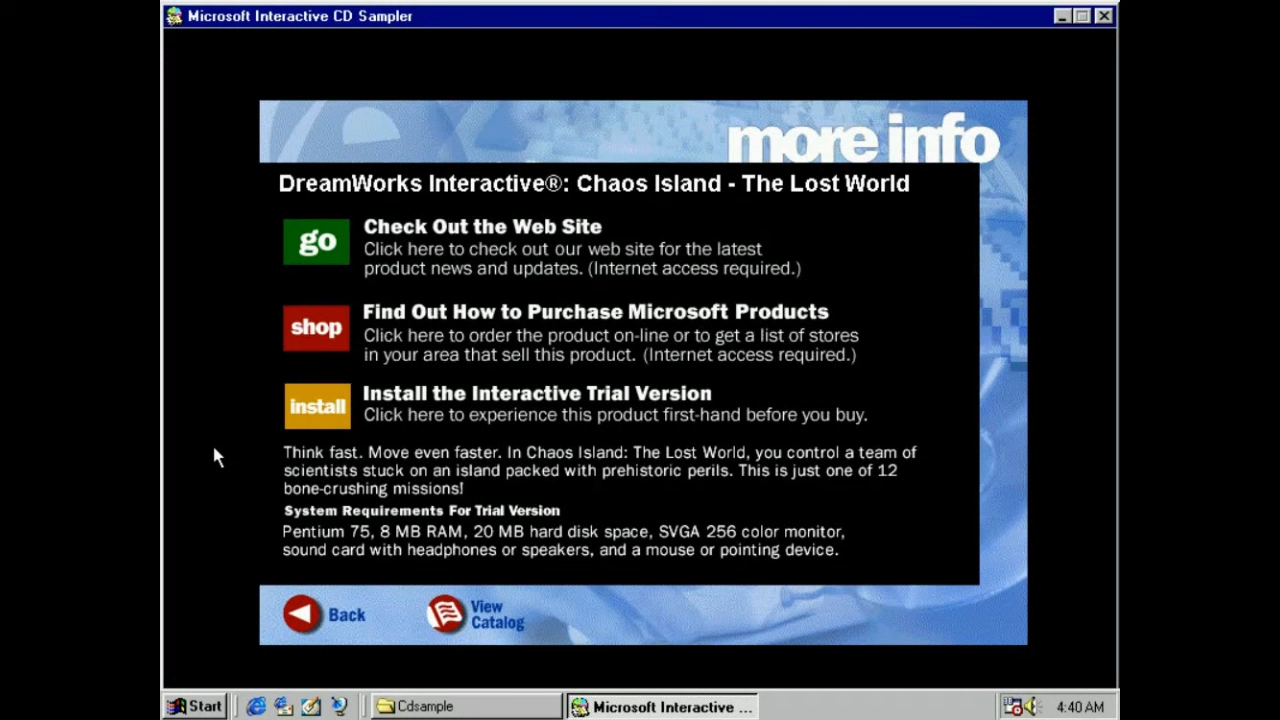 Microsoft Interactive CD Sampler
more info
DreamWorks Interactive®: Chaos Island - The Lost World
go
Check Out the Web Site
Click here to check out our web site for the latest
product news and updates. (Internet access required.)
shop
Find Out How to Purchase Microsoft Products
Click here to order the product on-line or to get a list of stores
in your area that sell this product. (Internet access required.)
install
Install the Interactive Trial Version
Click here to experience this product first-hand before you buy.
Think fast. Move even faster. In Chaos Island: The Lost World, you control a team of
scientists stuck on an island packed with prehistoric perils. This is just one of 12
bone-crushing missions!
System Requirements For Trial Version
Pentium 75, 8 MB RAM, 20 MB hard disk space, SVGA 256 color monitor,
sound card with headphones or speakers, and a mouse or pointing device.
Back
View
Catalog
Start
Cdsample
Microsoft Interactive ...
4:40 AM